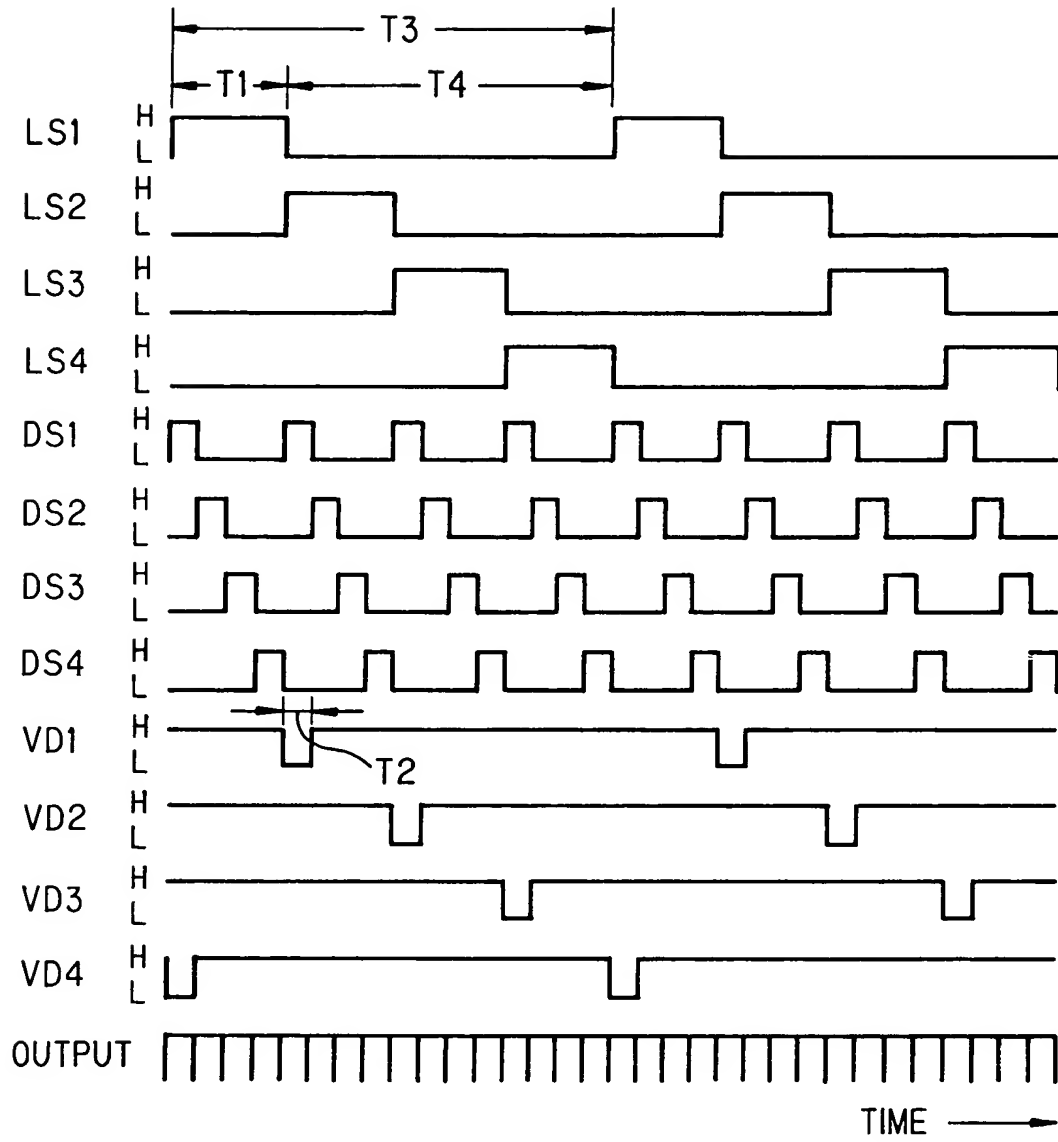 T3
T1 T4
LS1 H L
LS2 H L
LS3 H L
LS4 H L
DS1 H L
DS2 H L
DS3 H L
DS4 H L
VD1 H L
T2
VD2 H L
VD3 H L
VD4 H L
OUTPUT
TIME